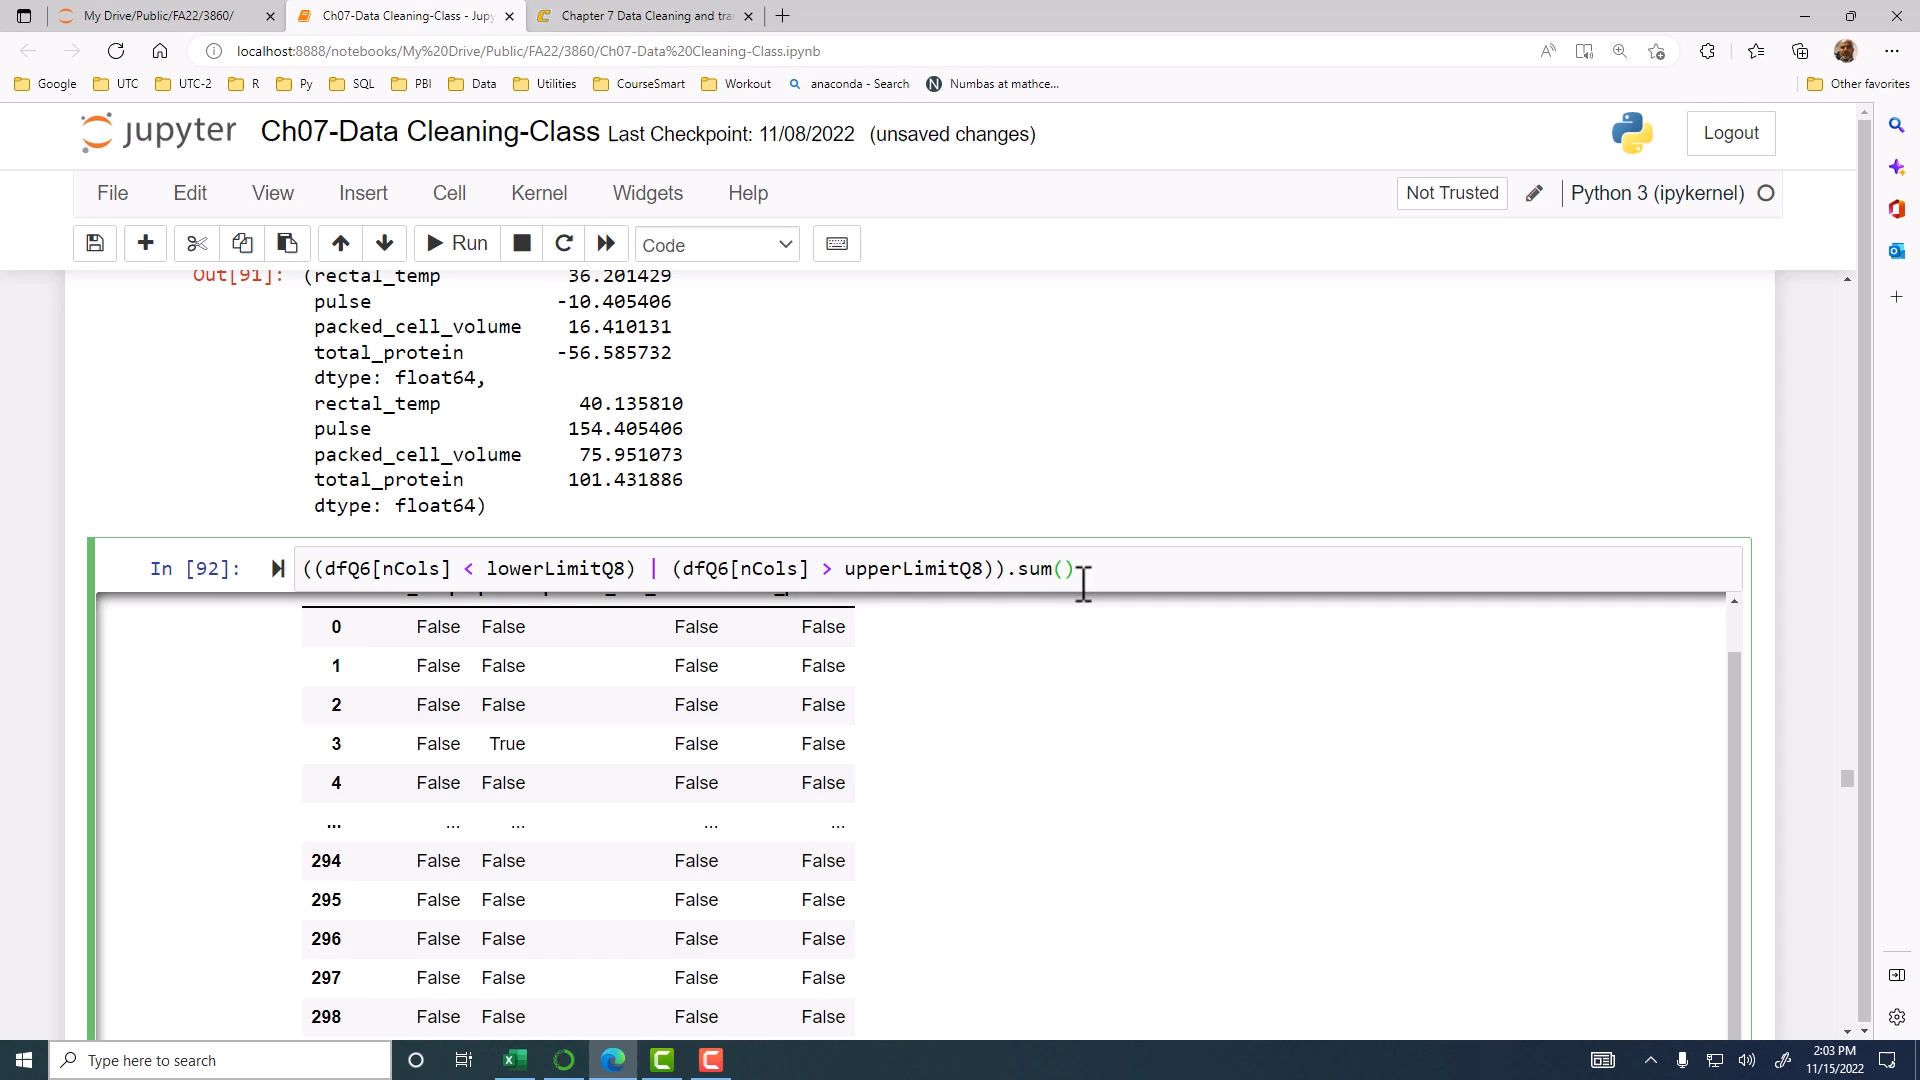 My Drive/Public/FA22/3860/
Ch07-Data Cleaning-Class - Jupy
Chapter 7 Data Cleaning and tra
localhost:8888/notebooks/My%20Drive/Public/FA22/3860/Ch07-Data%20Cleaning-Class.ipynb
Google UTC UTC-2 R Py SQL PBI Data Utilities CourseSmart Workout anaconda - Search Numbas at mathce... Other favorites
jupyter Ch07-Data Cleaning-Class Last Checkpoint: 11/08/2022 (unsaved changes) Logout
File Edit View Insert Cell Kernel Widgets Help Not Trusted Python 3 (ipykernel)
Run Code
Out[91]: (rectal_temp 36.201429
pulse -10.405406
packed_cell_volume 16.410131
total_protein -56.585732
dtype: float64,
rectal_temp 40.135810
pulse 154.405406
packed_cell_volume 75.951073
total_protein 101.431886
dtype: float64)
In [92]: ((dfQ6[nCols] < lowerLimitQ8) | (dfQ6[nCols] > upperLimitQ8)).sum()
0 False False False False
1 False False False False
2 False False False False
3 False True False False
4 False False False False
... ... ... ... ...
294 False False False False
295 False False False False
296 False False False False
297 False False False False
298 False False False False
Type here to search
2:03 PM
11/15/2022